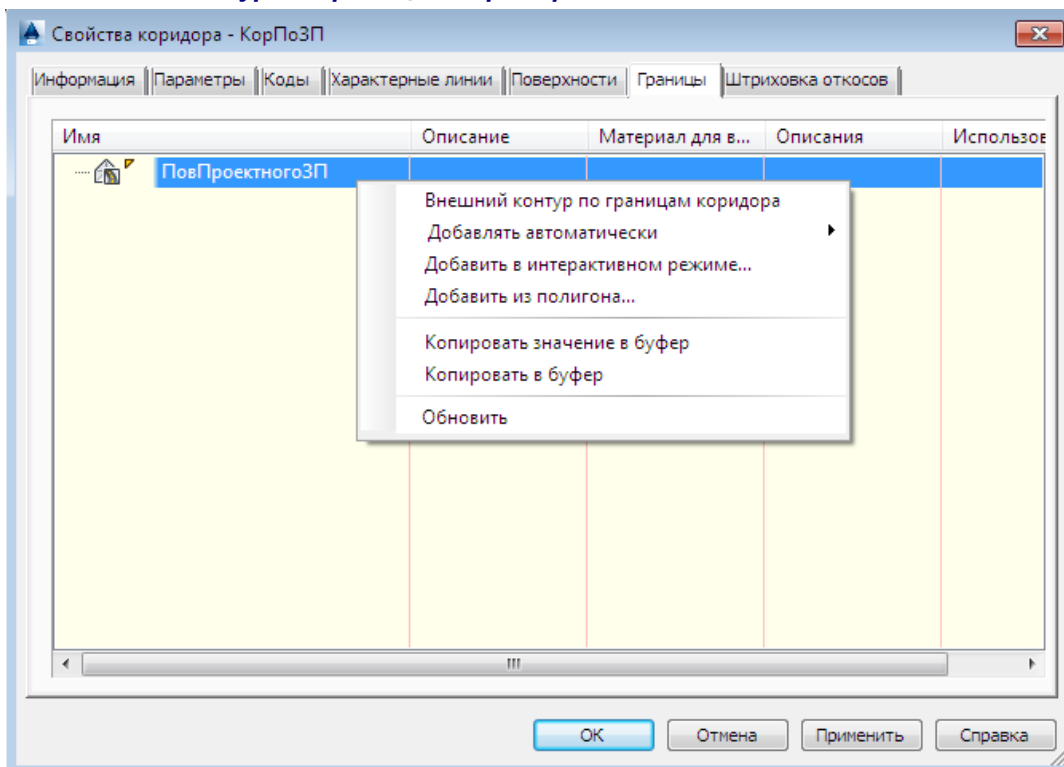 Свойства коридора - КорПоЗП
Информация Параметры Коды Характерные линии Поверхности Границы Штриховка откосов
Имя Описание Материал для в... Описания Использов
ПовПроектногоЗП
Внешний контур по границам коридора
Добавлять автоматически
Добавить в интерактивном режиме...
Добавить из полигона...
Копировать значение в буфер
Копировать в буфер
Обновить
ОК Отмена Применить Справка